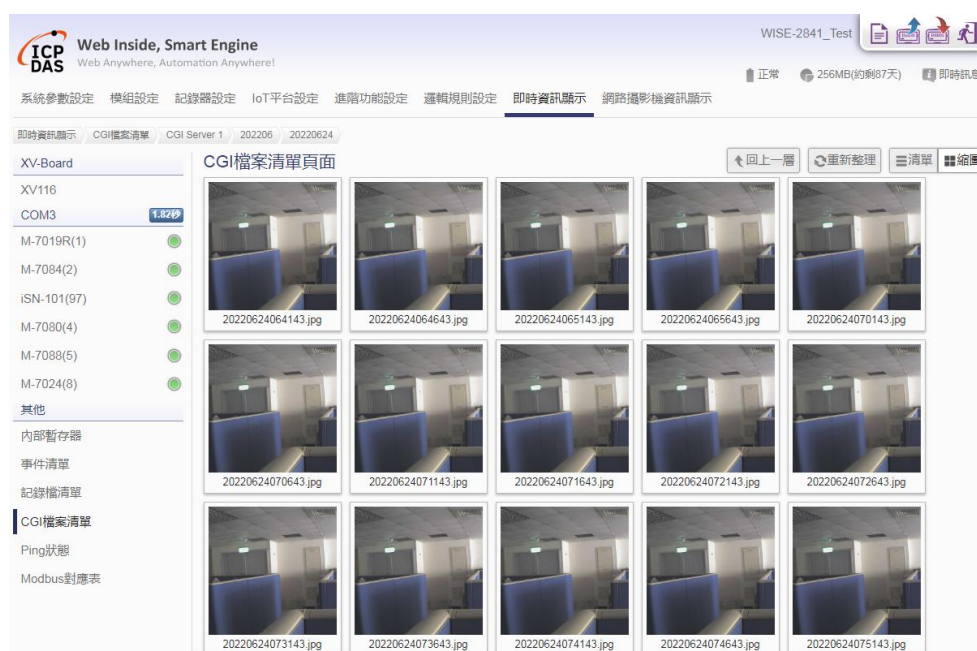 ICP DAS
Web Inside, Smart Engine
Web Anywhere, Automation Anywhere!
WISE-2841_Test
正常 256MB(約剩87天) 即時訊息
系統參數設定 模組設定 記錄器設定 IoT平台設定 進階功能設定 邏輯規則設定 即時資訊顯示 網路攝影機資訊顯示
即時資訊顯示 CGI檔案清單 CGI Server 1 202206 20220624
XV-Board
XV116
COM3 1.82秒
M-7019R(1)
M-7084(2)
iSN-101(97)
M-7080(4)
M-7088(5)
M-7024(8)
其他
內部暫存器
事件清單
記錄檔清單
CGI檔案清單
Ping狀態
Modbus對應表
CGI檔案清單頁面
回上一層 重新整理 清單 縮圖
20220624064143.jpg 20220624064643.jpg 20220624065143.jpg 20220624065643.jpg 20220624070143.jpg
20220624070643.jpg 20220624071143.jpg 20220624071643.jpg 20220624072143.jpg 20220624072643.jpg
20220624073143.jpg 20220624073643.jpg 20220624074143.jpg 20220624074643.jpg 20220624075143.jpg